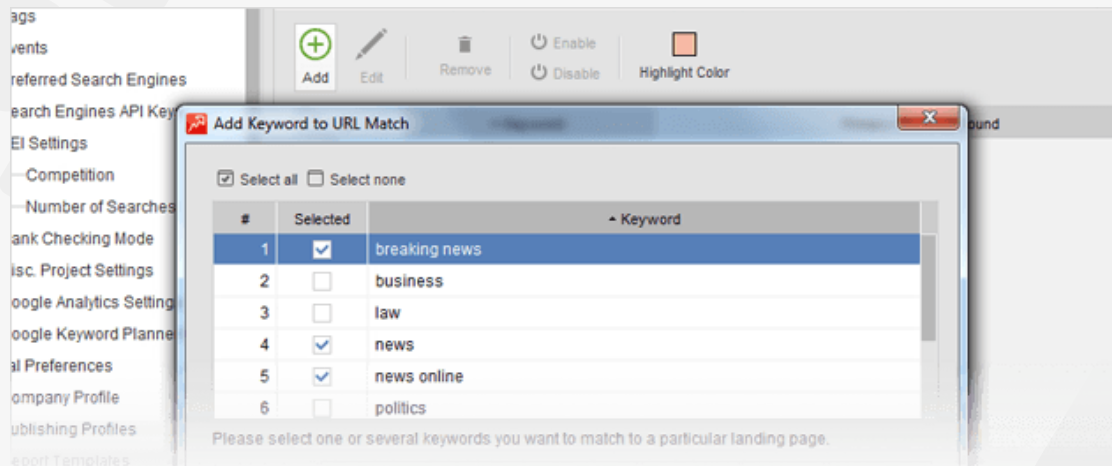 ags
vents
referred Search Engines
earch Engines API Key
EI Settings
Competition
Number of Searches
ank Checking Mode
isc. Project Settings
oogle Analytics Setting
oogle Keyword Planne
al Preferences
ompany Profile
ublishing Profiles
eport Templates
Add
Edit
Remove
Enable
Disable
Highlight Color
ound
Add Keyword to URL Match
Select all Select none
# Selected Keyword
1 breaking news
2 business
3 law
4 news
5 news online
6 politics
Please select one or several keywords you want to match to a particular landing page.